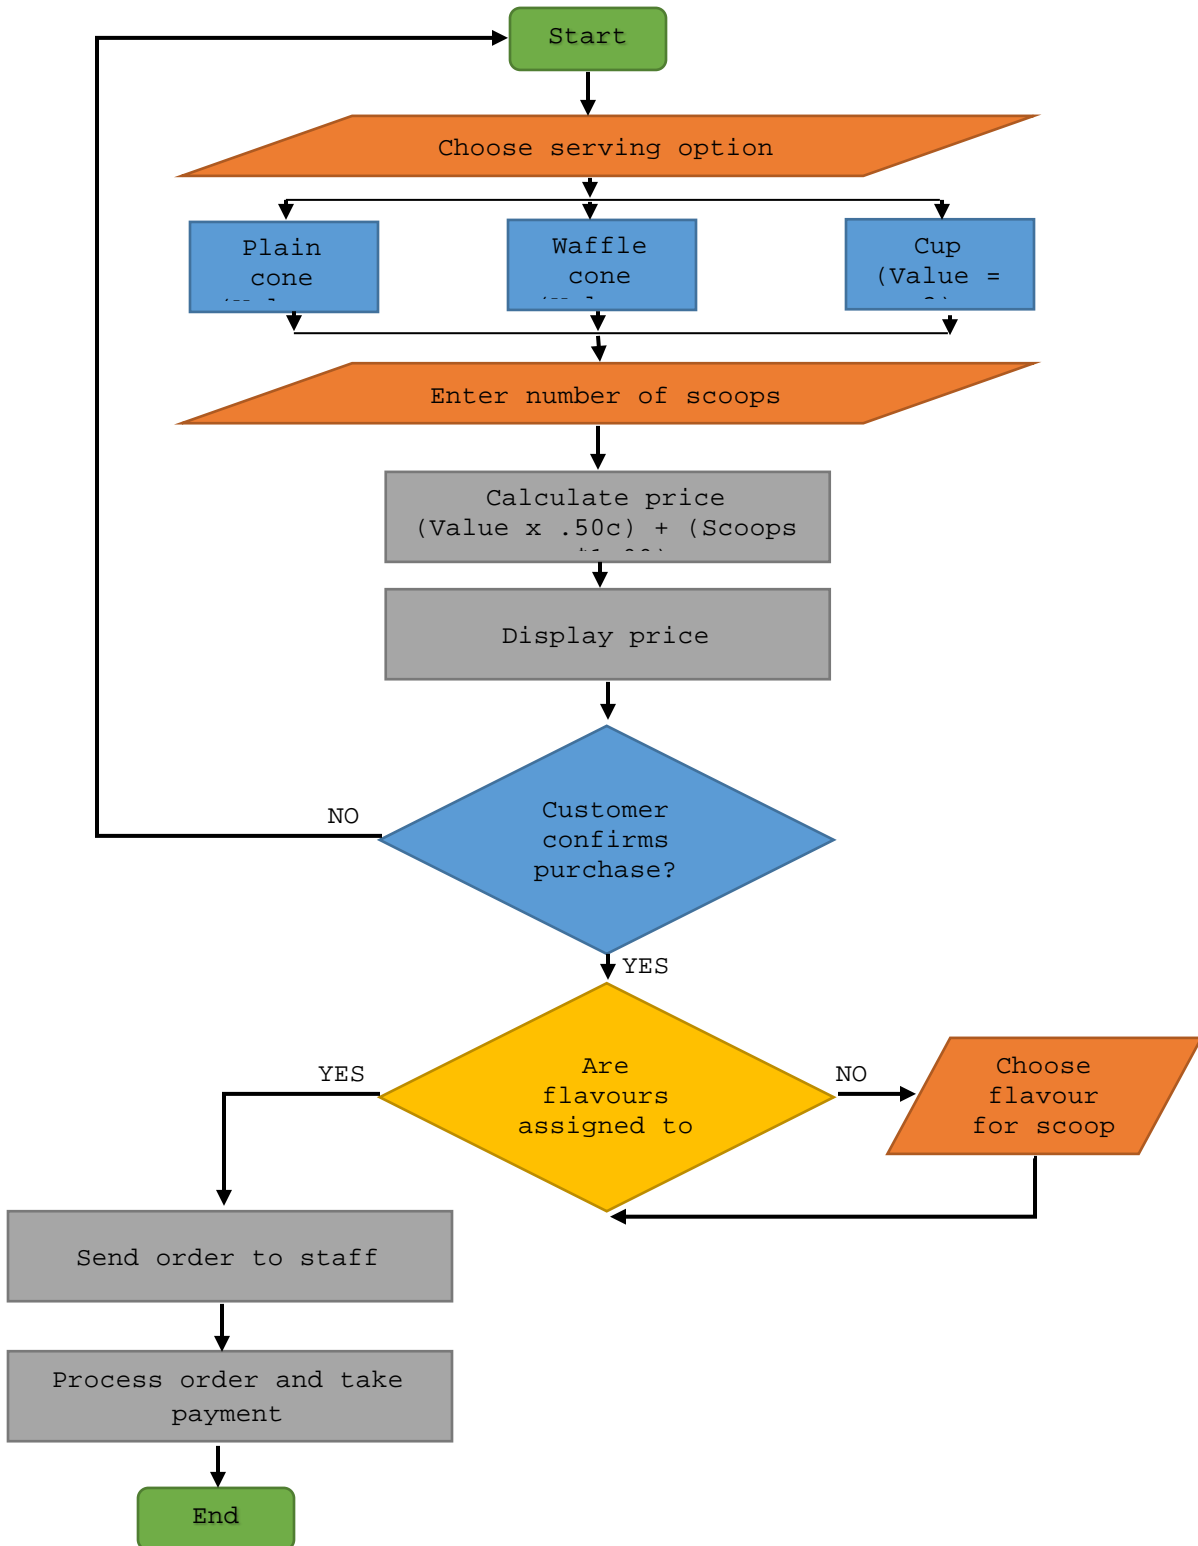 Start
Choose serving option
Plain
cone
Waffle
cone
Cup
(Value =
Enter number of scoops
Calculate price
(Value x .50c) + (Scoops
Display price
Customer
confirms
purchase?
NO
YES
Are
flavours
assigned to
YES
NO
Choose
flavour
for scoop
Send order to staff
Process order and take
payment
End